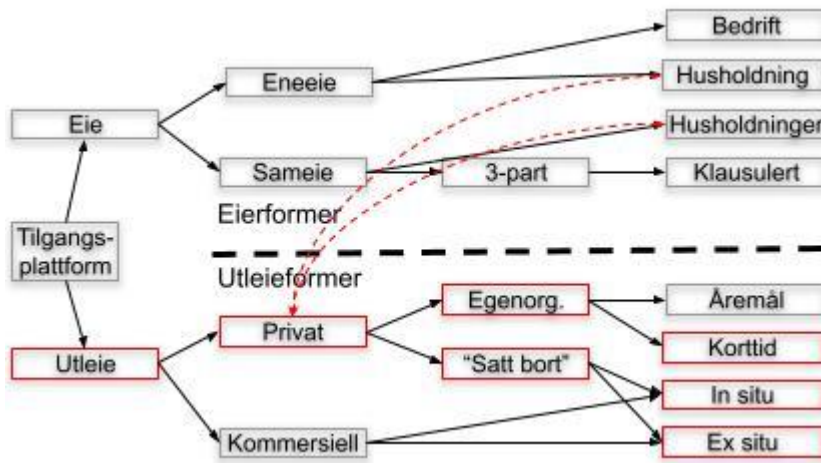 Bedrift
Eneeie
Husholdning
Eie
Husholdninger
Sameie
3-part
Klausulert
Eierformer
Tilgangs-
plattform
Utleieformer
Egenorg.
Åremål
Privat
Korttid
Utleie
"Satt bort"
In situ
Kommersiell
Ex situ